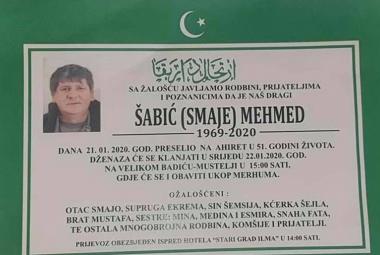 SA ŽALOŠĆU JAVLJAMO RODBINI, PRIJATELJIMA
I POZNANICIMA DA JE NAŠ DRAGI
ŠABIĆ (SMAJE) MEHMED
1969-2020
DANA 21. 01. 2020. GOD. PRESELIO NA AHIRET U 51. GODINI ŽIVOTA.
DŽENAZA ĆE SE KLANJATI U SRIJEDU 22.01.2020. GOD.
NA VELIKOM BADIĆU-MUSTELJI U 15:00 SATI,
GDJE ĆE SE I OBAVITI UKOP MERHUMA.
OŽALOŠĆENI :
OTAC SMAJO, SUPRUGA EKREMA, SIN ŠEMSIJA, KĆERKA ŠEJLA,
BRAT MUSTAFA, SESTRE: MINA, MEDINA I ESMIRA, SNAHA FATA,
TE OSTALA MNOGOBROJNA RODBINA, KOMŠIJE I PRIJATELJI.
PRIJEVOZ OBEZBJEĐEN ISPRED HOTELA "STARI GRAD ILMA" U 14:00 SATI.